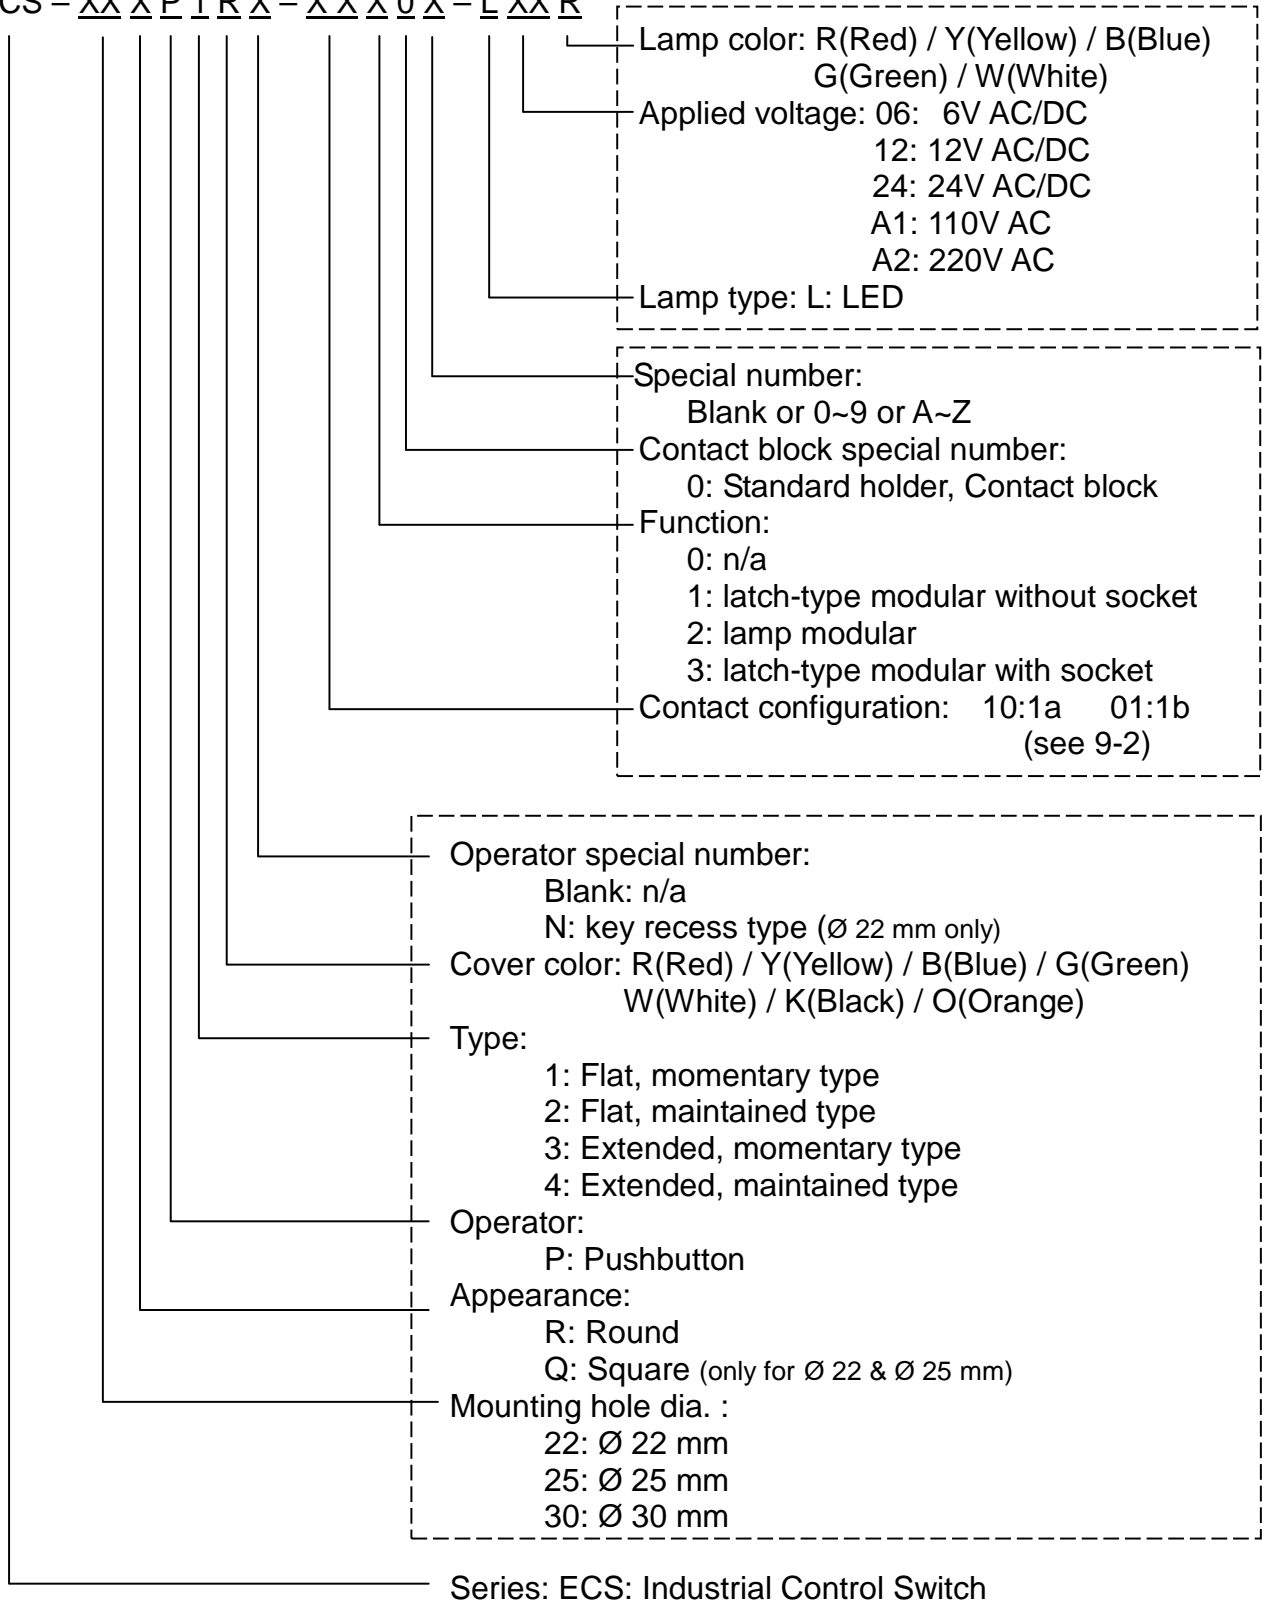 CS – XX X P 1 R X – X X X 0 X – L XX R
Lamp color: R(Red) / Y(Yellow) / B(Blue)
G(Green) / W(White)
Applied voltage: 06: 6V AC/DC
12: 12V AC/DC
24: 24V AC/DC
A1: 110V AC
A2: 220V AC
Lamp type: L: LED
Special number:
Blank or 0~9 or A~Z
Contact block special number:
0: Standard holder, Contact block
Function:
0: n/a
1: latch-type modular without socket
2: lamp modular
3: latch-type modular with socket
Contact configuration: 10:1a 01:1b
(see 9-2)
Operator special number:
Blank: n/a
N: key recess type (Ø 22 mm only)
Cover color: R(Red) / Y(Yellow) / B(Blue) / G(Green)
W(White) / K(Black) / O(Orange)
Type:
1: Flat, momentary type
2: Flat, maintained type
3: Extended, momentary type
4: Extended, maintained type
Operator:
P: Pushbutton
Appearance:
R: Round
Q: Square (only for Ø 22 & Ø 25 mm)
Mounting hole dia. :
22: Ø 22 mm
25: Ø 25 mm
30: Ø 30 mm
Series: ECS: Industrial Control Switch